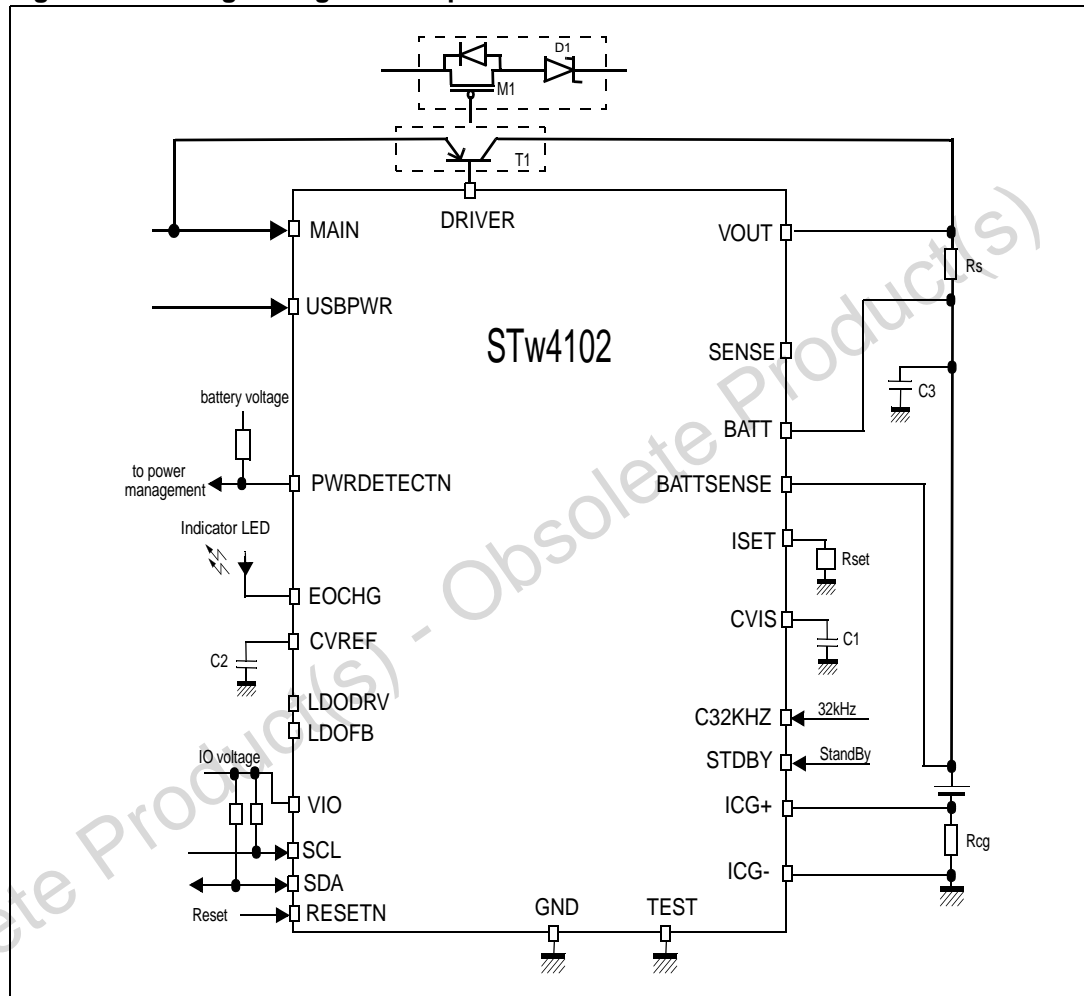 D1
M1
T1
DRIVER
MAIN
VOUT
Rs
USBPWR
STw4102
SENSE
C3
battery voltage
BATT
to power
management
PWRDETECTN
BATTSENSE
Indicator LED
ISET
Rset
EOCHG
CVREF
C2
CVIS
C1
LDODRV
LDOFB
C32KHZ
32kHz
IO voltage
STDBY
StandBy
VIO
ICG+
SCL
Rcg
SDA
ICG-
Reset
RESETN
GND
TEST
Product(s) - Obsolete Product(s)